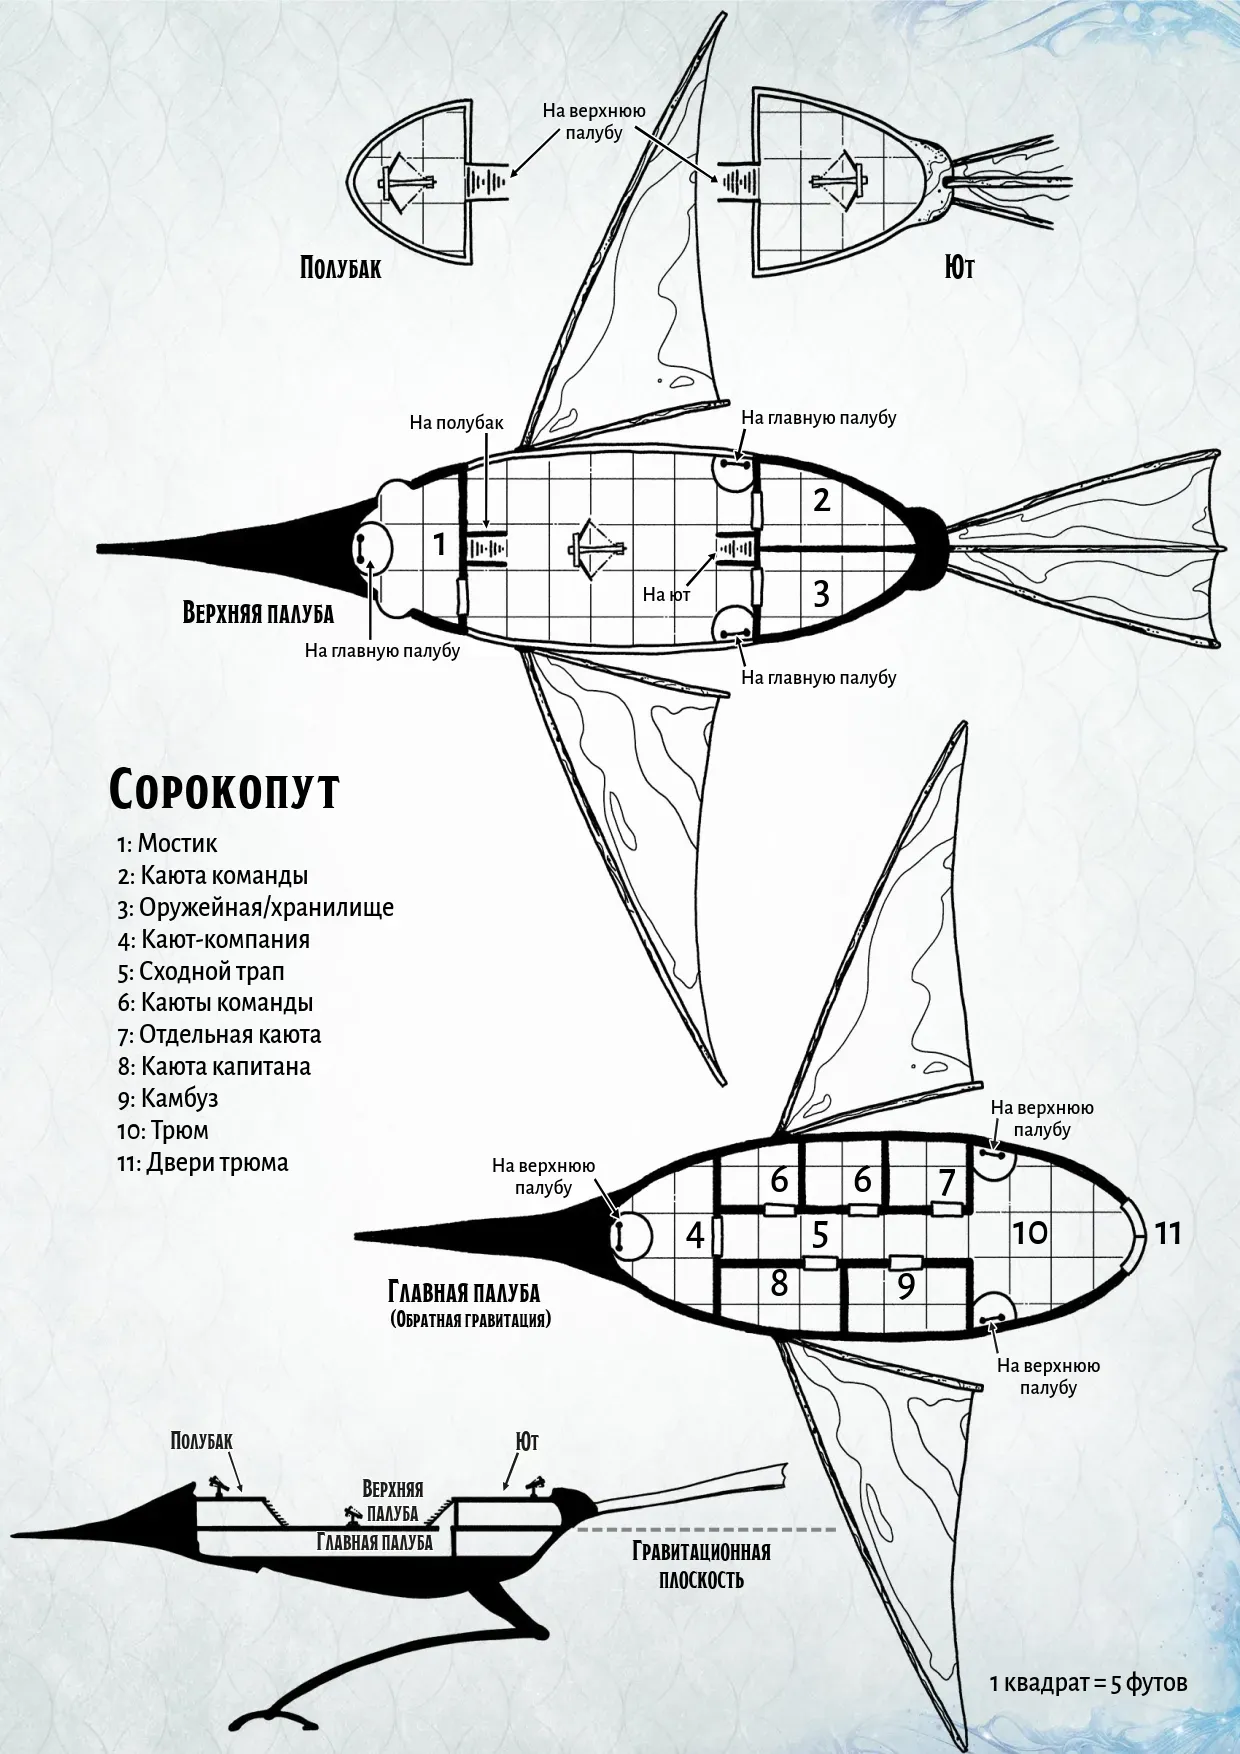 На верхнюю
палубу
Полубак
Ют
На полубак
На главную палубу
1
2
3
На ют
Верхняя палуба
На главную палубу
На главную палубу
Сорокопут
1: Мостик
2: Каюта команды
3: Оружейная/хранилище
4: Кают-компания
5: Сходной трап
6: Каюты команды
7: Отдельная каюта
8: Каюта капитана
9: Камбуз
10: Трюм
11: Двери трюма
На верхнюю
палубу
На верхнюю
палубу
6
6
7
4
5
10
11
8
9
Главная палуба
(Обратная гравитация)
На верхнюю
палубу
Полубак
Ют
Верхняя
палуба
Главная палуба
Гравитационная
плоскость
1 квадрат = 5 футов